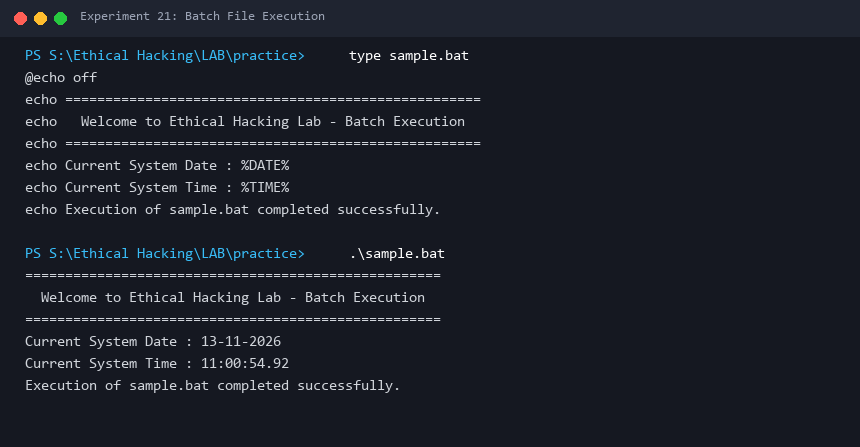 Experiment 21: Batch File Execution
PS S:\Ethical Hacking\LAB\practice> type sample.bat
@echo off
echo ====================================================
echo   Welcome to Ethical Hacking Lab - Batch Execution
echo ====================================================
echo Current System Date : %DATE%
echo Current System Time : %TIME%
echo Execution of sample.bat completed successfully.
PS S:\Ethical Hacking\LAB\practice> .\sample.bat
====================================================
  Welcome to Ethical Hacking Lab - Batch Execution
====================================================
Current System Date : 13-11-2026
Current System Time : 11:00:54.92
Execution of sample.bat completed successfully.